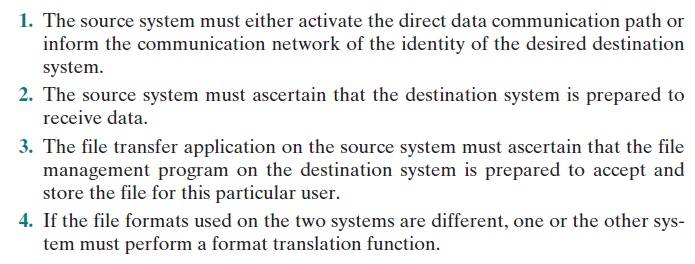 1. The source system must either activate the direct data communication path or
inform the communication network of the identity of the desired destination
system.
2. The source system must ascertain that the destination system is prepared to
receive data.
3. The file transfer application on the source system must ascertain that the file
management program on the destination system is prepared to accept and
store the file for this particular user.
4. If the file formats used on the two systems are different, one or the other sys-
tem must perform a format translation function.